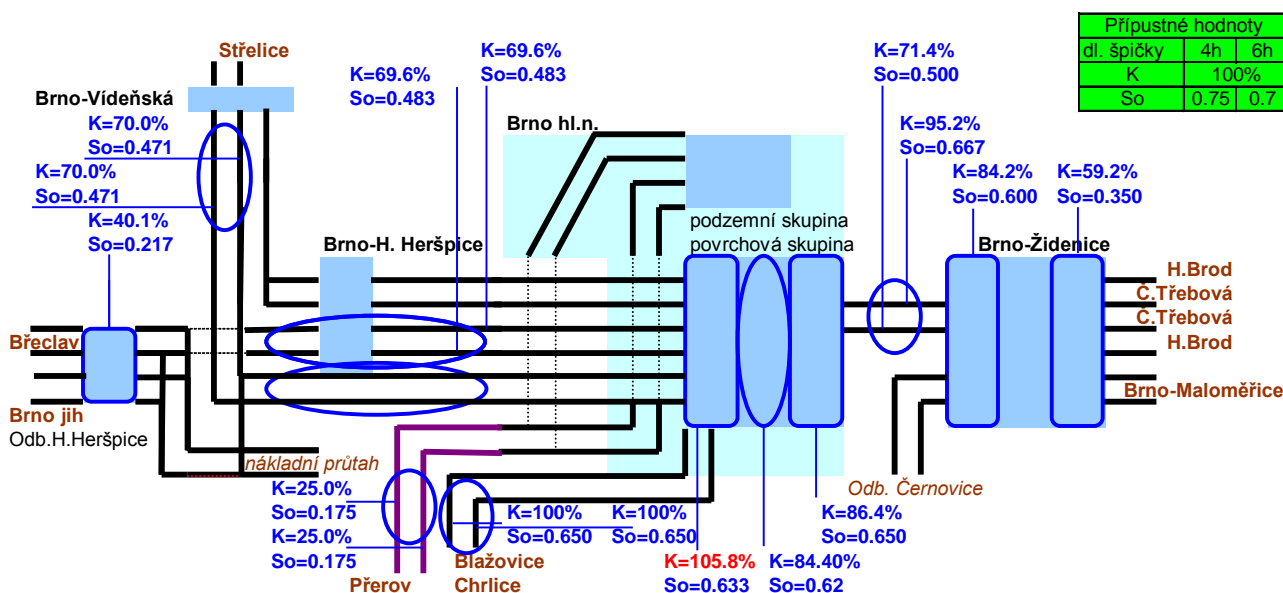 Přípustné hodnoty
dl. špičky 4h 6h
K 100%
So 0.75 0.7
Střelice
K=69.6%
So=0.483
K=69.6%
So=0.483
K=71.4%
So=0.500
Brno-Vídeňská
K=70.0%
So=0.471
K=70.0%
So=0.471
K=40.1%
So=0.217
Brno hl.n.
K=95.2%
So=0.667
K=84.2%
So=0.600
K=59.2%
So=0.350
podzemní skupina
povrchová skupina
Brno-H. Heršpice
Brno-Židenice
H.Brod
Č.Třebová
Č.Třebová
H.Brod
Brno-Maloměřice
Břeclav
Brno jih
Odb.H.Heršpice
nákladní průtah
K=25.0%
So=0.175
K=25.0%
So=0.175
Přerov
K=100%
So=0.650
K=100%
So=0.650
Blažovice
Chrlice
K=105.8%
So=0.633
K=84.40%
So=0.62
K=86.4%
So=0.650
Odb. Černovice